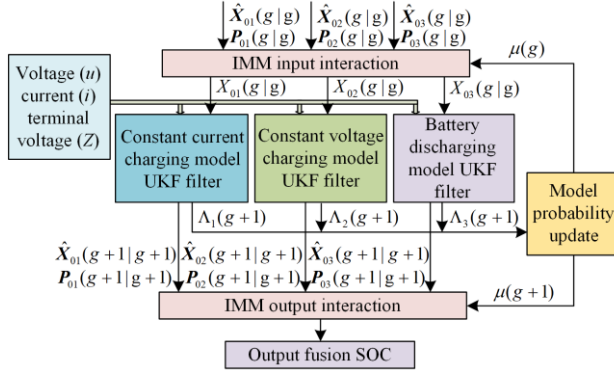 X̂₀₁(g|g) X̂₀₂(g|g) X̂₀₃(g|g)
P₀₁(g|g) P₀₂(g|g) P₀₃(g|g)
μ(g)
IMM input interaction
Voltage (u)
current (i)
terminal
voltage (Z)
X₀₁(g|g) X₀₂(g|g) X₀₃(g|g)
Constant current
charging model
UKF filter
Constant voltage
charging model
UKF filter
Battery
discharging
model UKF
filter
Model
probability
update
Λ₁(g+1) Λ₂(g+1) Λ₃(g+1)
X̂₀₁(g+1|g+1) X̂₀₂(g+1|g+1) X̂₀₃(g+1|g+1)
P₀₁(g+1|g+1) P₀₂(g+1|g+1) P₀₃(g+1|g+1)
μ(g+1)
IMM output interaction
Output fusion SOC